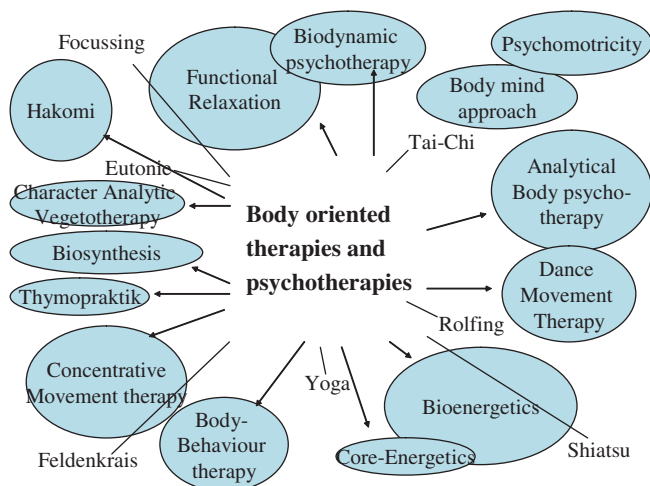 Focussing
Biodynamic
psychotherapy
Psychomotricity
Functional
Relaxation
Body mind
approach
Hakomi
Tai-Chi
Eutonie
Analytical
Body psycho-
therapy
Character Analytic
Vegetotherapy
Body oriented
therapies and
psychotherapies
Biosynthesis
Dance
Movement
Therapy
Thymopraktik
Rolfing
Concentrative
Movement therapy
Yoga
Bioenergetics
Body-
Behaviour
therapy
Feldenkrais
Core-Energetics
Shiatsu